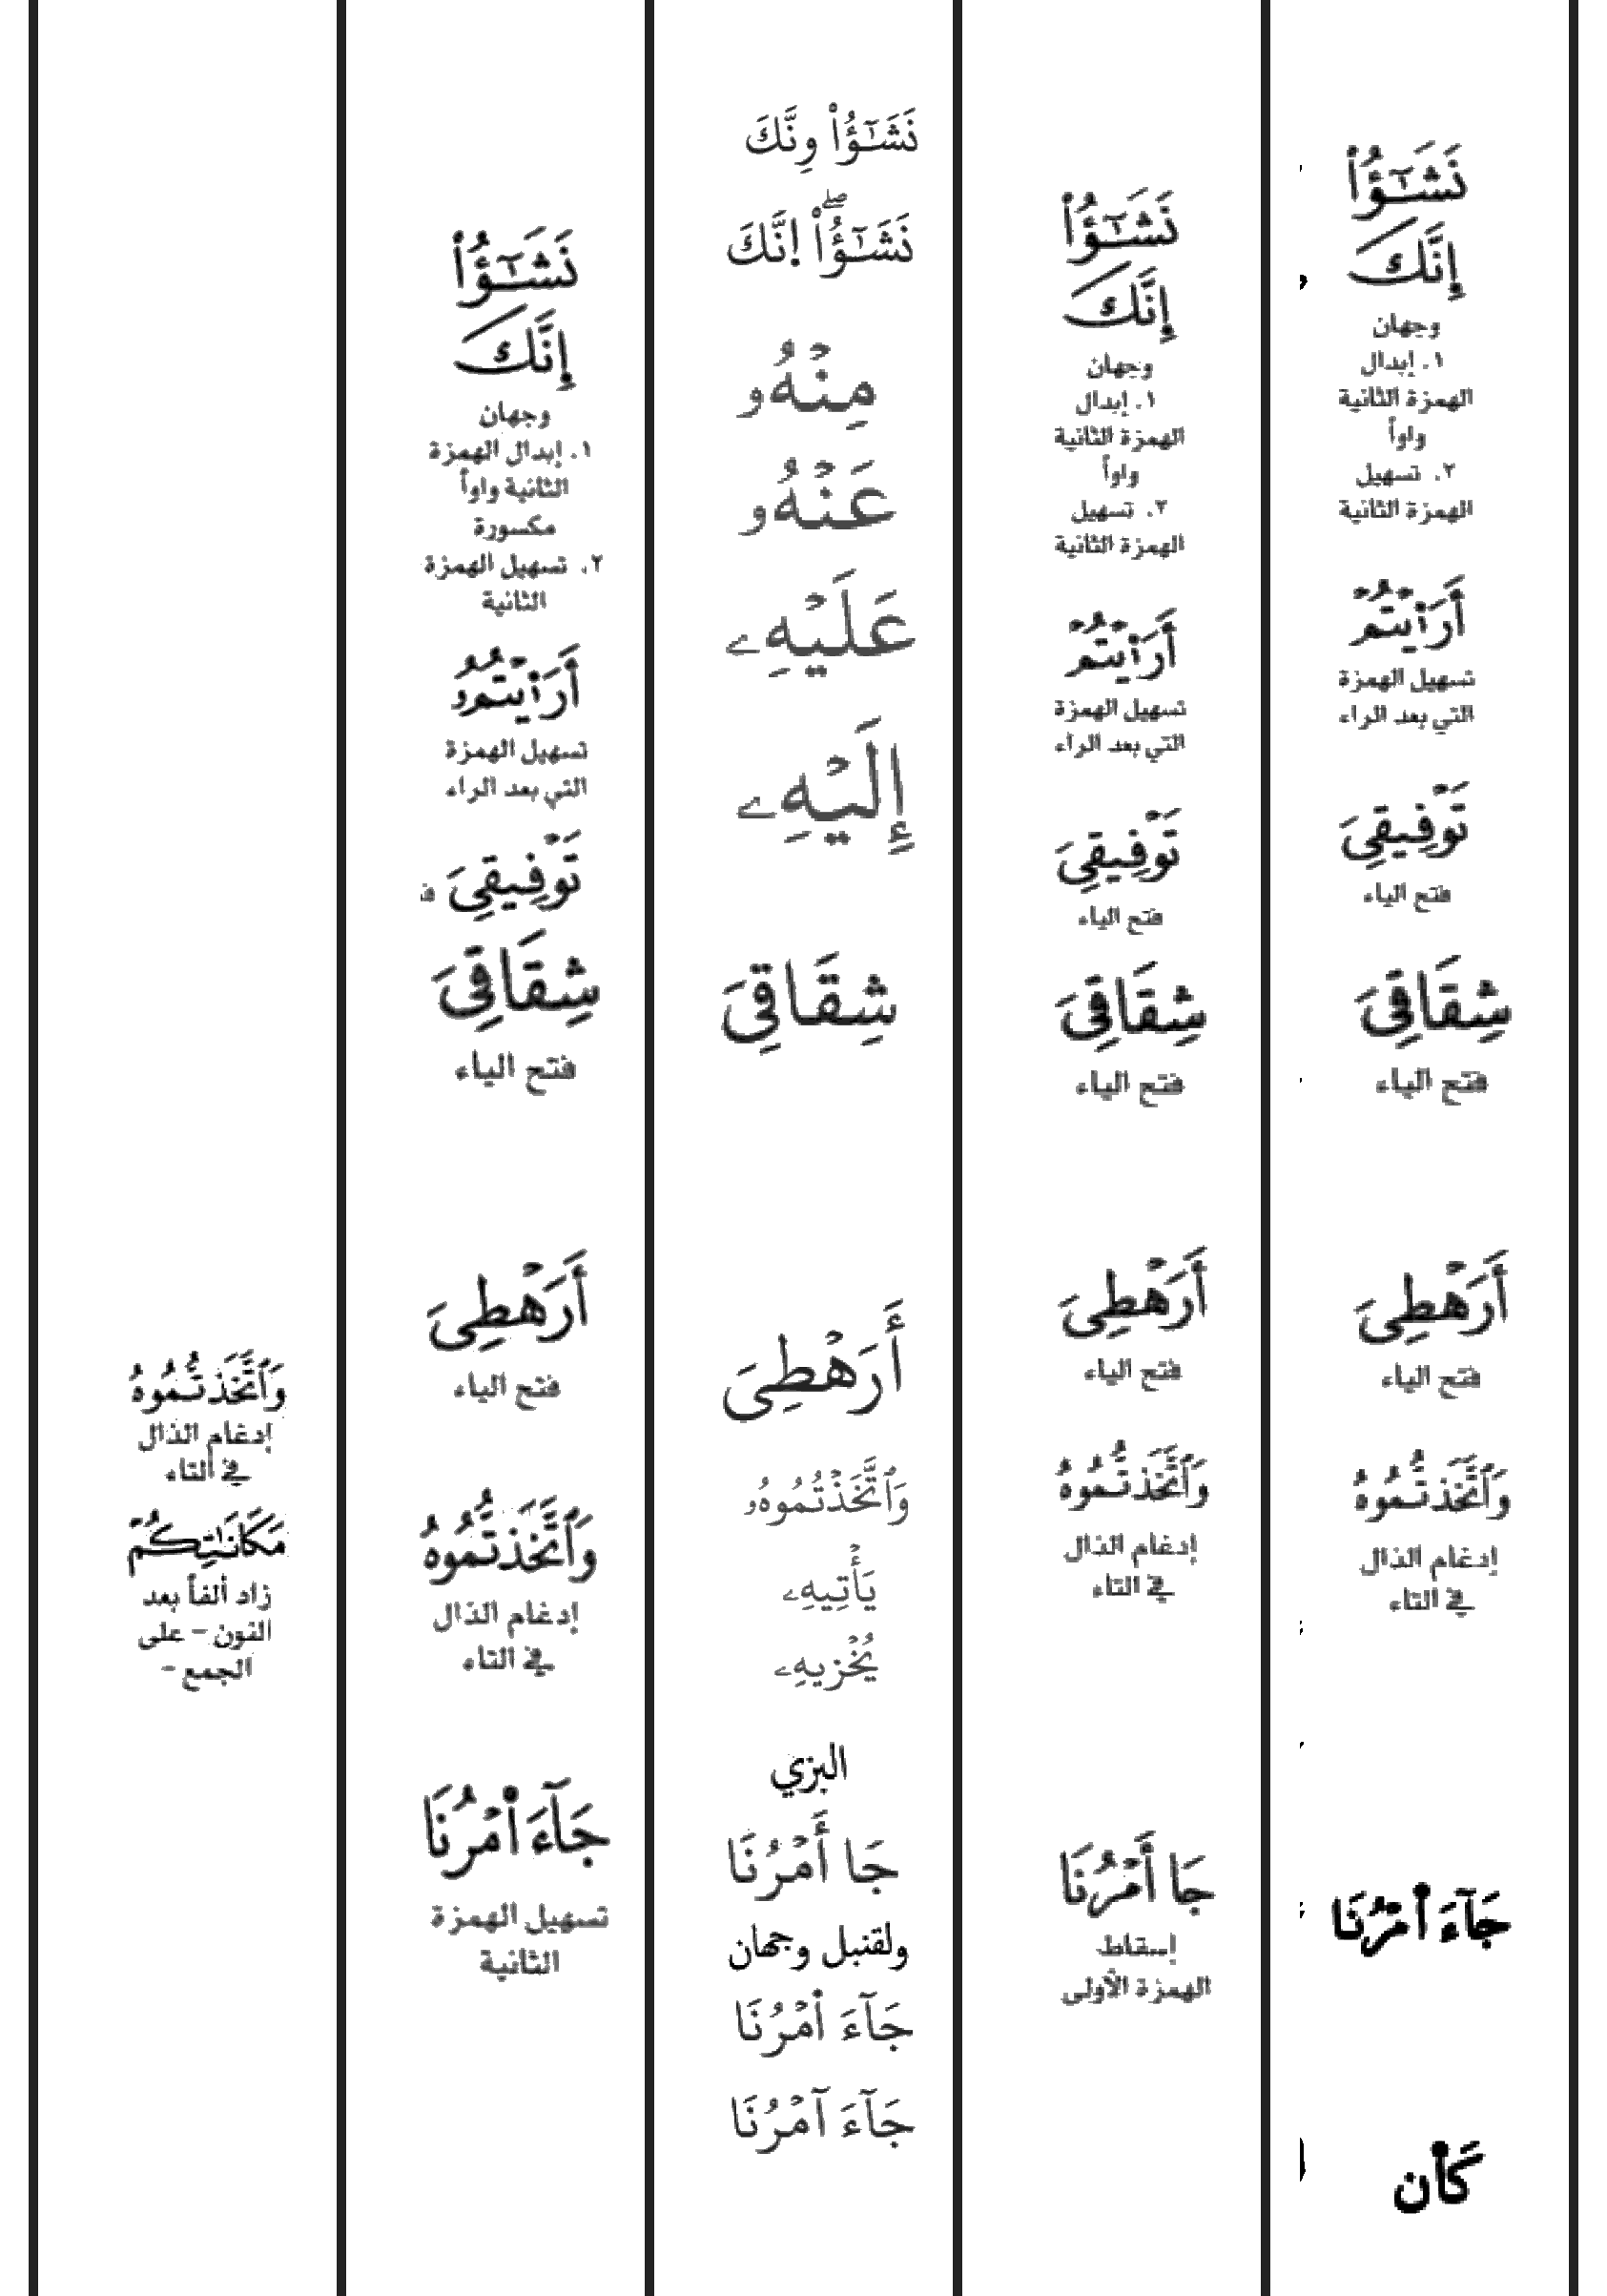 نَشَـٰٓؤُاْ
إِنَّكَ
وجهان
١. إبدال
الهمزة الثانية
واواً
٢. تسهيل
الهمزة الثانية
أَرَا۬يۡتُمۡ
تسهيل الهمزة
التي بعد الراء
تَوۡفِيقِيَ
فتح الياء
شِقَاقِيَ
فتح الياء
أَرَهۡطِيَ
فتح الياء
وَٱتَّخَذتُّمُوهُ
إدغام الذال
في التاء
جَآءَ ا۬مۡرُنَا
كَا۬ن
نَشَـٰٓؤُاْ
إِنَّكَ
وجهان
١. إبدال
الهمزة الثانية
واواً
٢. تسهيل
الهمزة الثانية
أَرَا۬يۡتُمۡ
تسهيل الهمزة
التي بعد الراء
تَوۡفِيقِيَ
فتح الياء
شِقَاقِيَ
فتح الياء
أَرَهۡطِيَ
فتح الياء
وَٱتَّخَذتُّمُوهُ
إدغام الذال
في التاء
جَا أَمۡرُنَا
إسقاط
الهمزة الأولى
نَشَـٰٓؤُاْ وِنَّكَ
نَشَـٰٓؤُاْۖ ا۪نَّكَ
مِنۡهُۥ
عَنۡهُۥ
عَلَيۡهِۦ
إِلَيۡهِۦ
شِقَاقِيَ
أَرَهۡطِيَ
وَٱتَّخَذۡتُمُوهُۥ
يَأۡتِيهِۦ
يُخۡزِيهِۦ
البزي
جَا أَمۡرُنَا
ولقنبل وجهان
جَآءَ ا۬مۡرُنَا
جَآءَ آمۡرُنَا
نَشَـٰٓؤُاْ
إِنَّكَ
وجهان
١. إبدال الهمزة
الثانية واواً
مكسورة
٢. تسهيل الهمزة
الثانية
أَرَا۬يۡتُمُۥ
تسهيل الهمزة
التي بعد الراء
تَوۡفِيقِيَ
شِقَاقِيَ
فتح الياء
أَرَهۡطِيَ
فتح الياء
وَٱتَّخَذتُّمُوهُ
إدغام الذال
في التاء
جَآءَ ا۬مۡرُنَا
تسهيل الهمزة
الثانية
وَٱتَّخَذتُّمُوهُ
إدغام الذال
في التاء
مَكَانَٰتِكُمۡ
زاد ألفاً بعد
النون - على
الجمع -